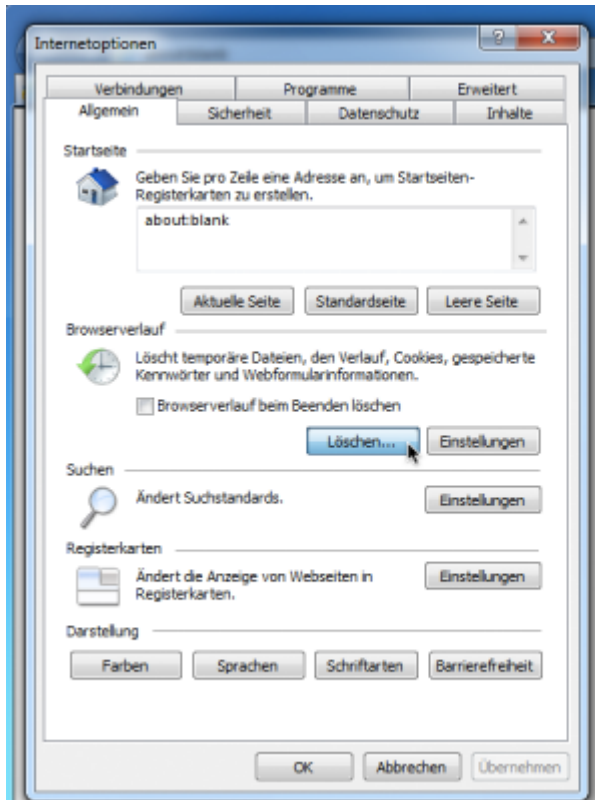 Internetoptionen
Verbindungen Programme Erweitert
Allgemein Sicherheit Datenschutz Inhalte
Startseite
Geben Sie pro Zeile eine Adresse an, um Startseiten-
Registerkarten zu erstellen.
about:blank
Aktuelle Seite Standardseite Leere Seite
Browserverlauf
Löscht temporäre Dateien, den Verlauf, Cookies, gespeicherte
Kennwörter und Webformularinformationen.
Browserverlauf beim Beenden löschen
Löschen... Einstellungen
Suchen
Ändert Suchstandards. Einstellungen
Registerkarten
Ändert die Anzeige von Webseiten in Einstellungen
Registerkarten.
Darstellung
Farben Sprachen Schriftarten Barrierefreiheit
OK Abbrechen Übernehmen